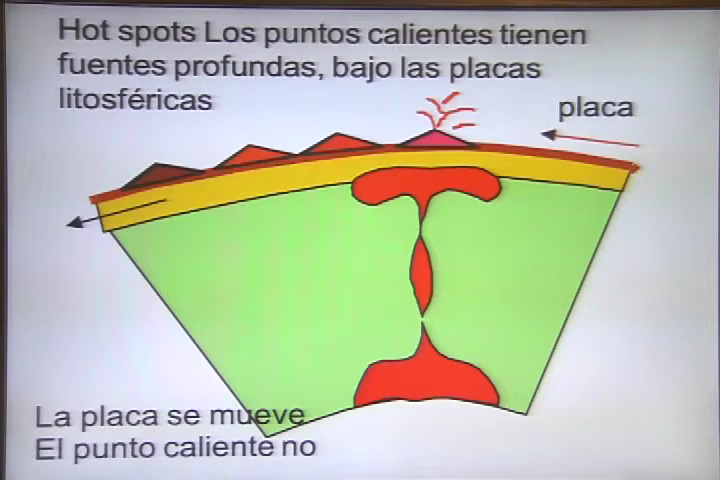 Hot spots Los puntos calientes tienen
fuentes profundas, bajo las placas
litosféricas
placa
La placa se mueve
El punto caliente no